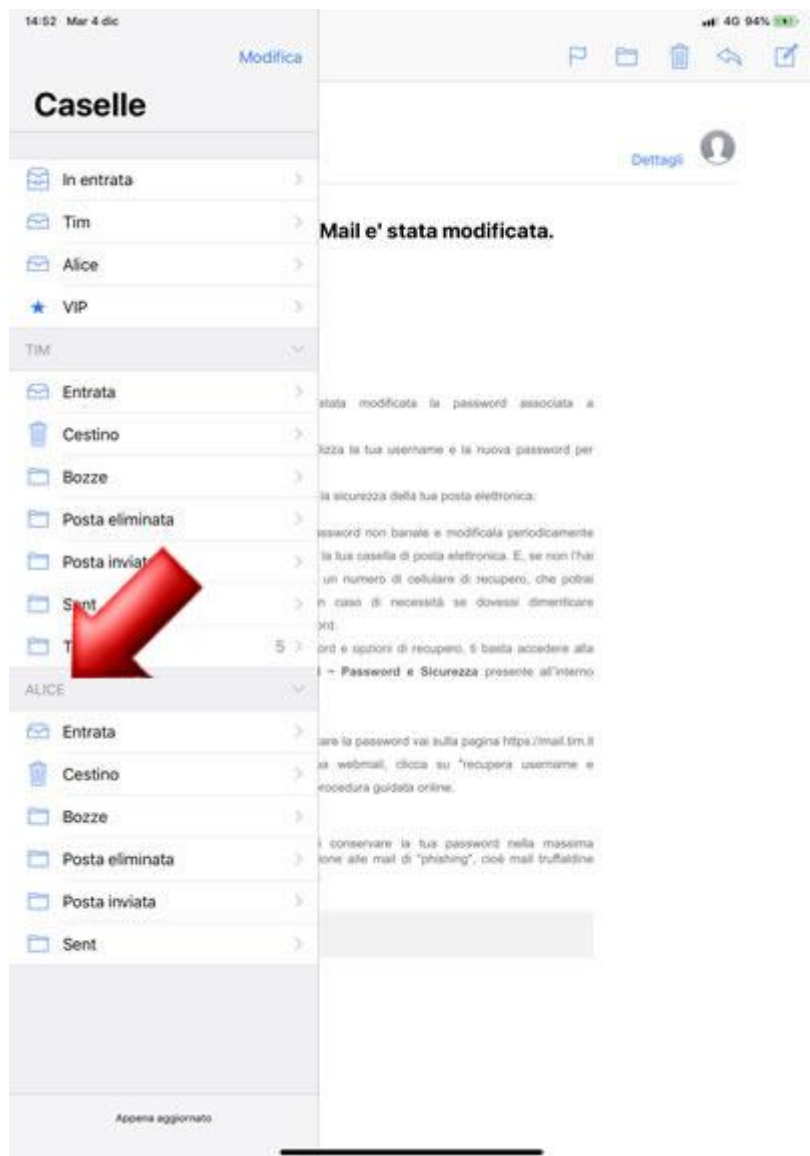 14:52 Mar 4 dic
4G 94%
Modifica
Caselle
In entrata
Tim
Alice
VIP
TIM
Entrata
Cestino
Bozze
Posta eliminata
Posta inviat
Sent
T
5
ALICE
Entrata
Cestino
Bozze
Posta eliminata
Posta inviata
Sent
Appena aggiornato
Dettagli
Mail e' stata modificata.
stata modificata la password associata a
lizza la tua username e la nuova password per
la sicurezza della tua posta elettronica:
assword non banale e modificala periodicamente
la tua casella di posta elettronica. E, se non l'hai
un numero di cellulare di recupero, che potrai
n caso di necessità se dovessi dimenticare
ord.
ord e opzioni di recupero, ti basta accedere alla
– Password e Sicurezza presente all'interno
are la password vai sulla pagina https://mail.tim.it
a webmail, clicca su "recupera username e
procedura guidata online.
i conservare la tua password nella massima
ione alle mail di "phishing", cioè mail truffaldine